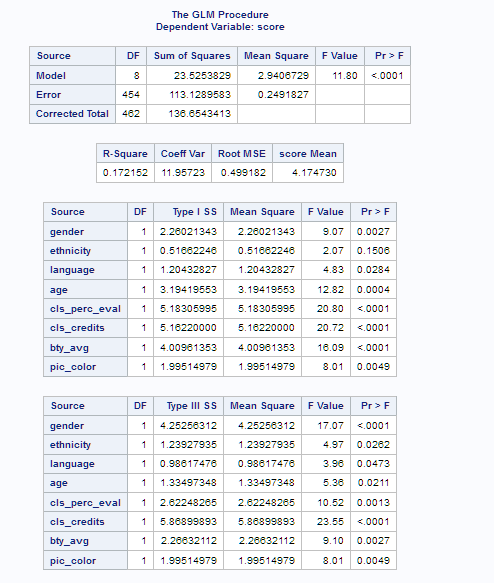 The GLM Procedure
Dependent Variable: score
Source DF Sum of Squares Mean Square F Value Pr > F
Model 8 23.5253829 2.9406729 11.80 <.0001
Error 454 113.1289583 0.2491827
Corrected Total 462 136.6543413
R-Square Coeff Var Root MSE score Mean
0.172152 11.95723 0.499182 4.174730
Source DF Type I SS Mean Square F Value Pr > F
gender 1 2.26021343 2.26021343 9.07 0.0027
ethnicity 1 0.51662246 0.51662246 2.07 0.1506
language 1 1.20432827 1.20432827 4.83 0.0284
age 1 3.19419553 3.19419553 12.82 0.0004
cls_perc_eval 1 5.18305995 5.18305995 20.80 <.0001
cls_credits 1 5.16220000 5.16220000 20.72 <.0001
bty_avg 1 4.00961353 4.00961353 16.09 <.0001
pic_color 1 1.99514979 1.99514979 8.01 0.0049
Source DF Type III SS Mean Square F Value Pr > F
gender 1 4.25256312 4.25256312 17.07 <.0001
ethnicity 1 1.23927935 1.23927935 4.97 0.0262
language 1 0.98617476 0.98617476 3.96 0.0473
age 1 1.33497348 1.33497348 5.36 0.0211
cls_perc_eval 1 2.62248265 2.62248265 10.52 0.0013
cls_credits 1 5.86899893 5.86899893 23.55 <.0001
bty_avg 1 2.26632112 2.26632112 9.10 0.0027
pic_color 1 1.99514979 1.99514979 8.01 0.0049